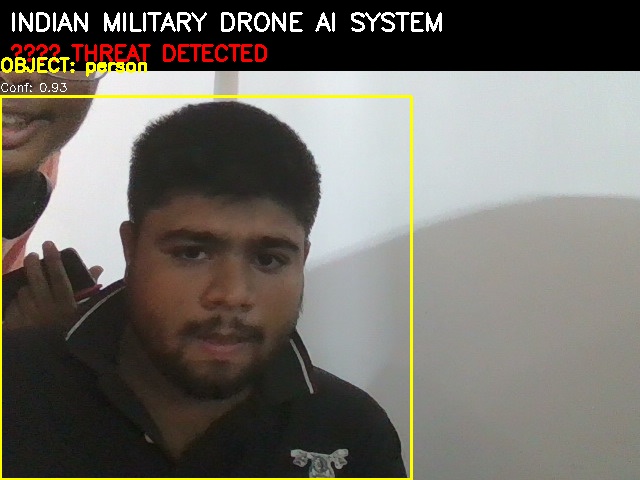 INDIAN MILITARY DRONE AI SYSTEM
???? THREAT DETECTED
OBJECT: person
Conf: 0.93